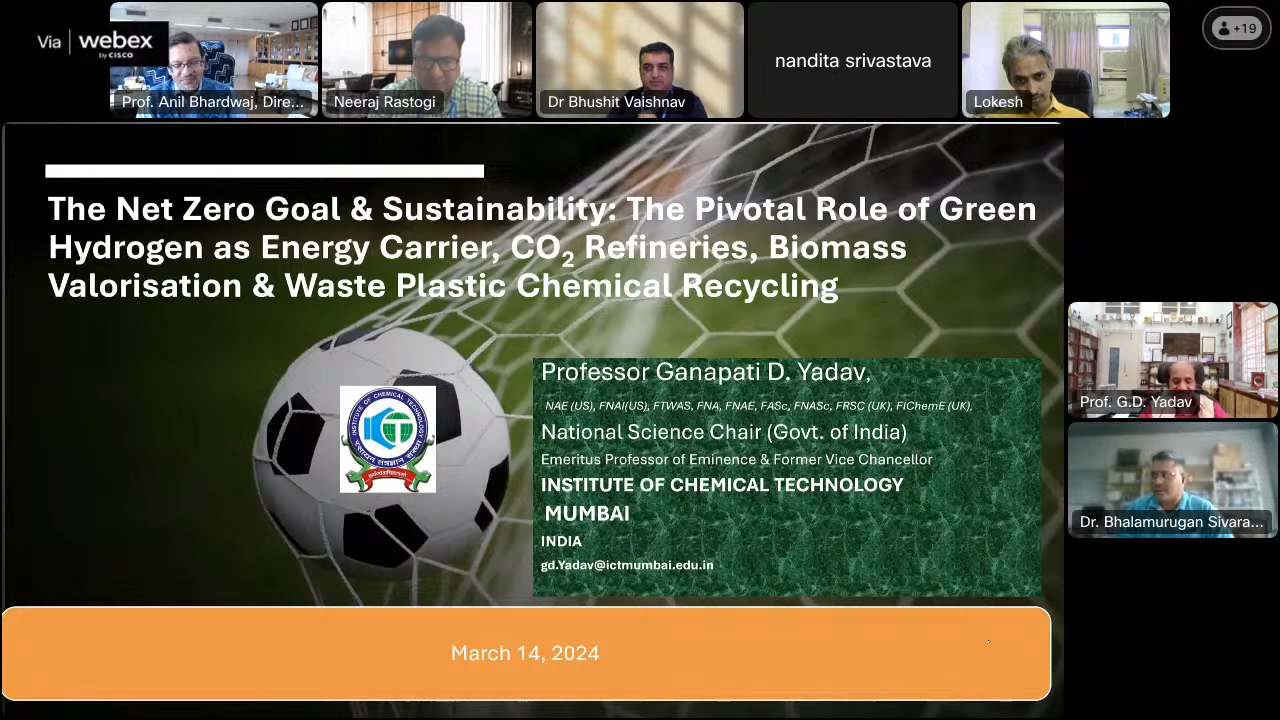 Via webex
by CISCO
Prof. Anil Bhardwaj, Dire...
Neeraj Rastogi
Dr Bhushit Vaishnav
nandita srivastava
Lokesh
+19
The Net Zero Goal & Sustainability: The Pivotal Role of Green
Hydrogen as Energy Carrier, CO2 Refineries, Biomass
Valorisation & Waste Plastic Chemical Recycling
INSTITUTE OF CHEMICAL TECHNOLOGY
Professor Ganapati D. Yadav,
NAE (US), FNAI(US), FTWAS, FNA, FNAE, FASc, FNASc, FRSC (UK), FIChemE (UK)
National Science Chair (Govt. of India)
Emeritus Professor of Eminence & Former Vice Chancellor
INSTITUTE OF CHEMICAL TECHNOLOGY
MUMBAI
INDIA
gd.Yadav@ictmumbai.edu.in
Prof. G.D. Yadav
Dr. Bhalamurugan Sivara...
March 14, 2024